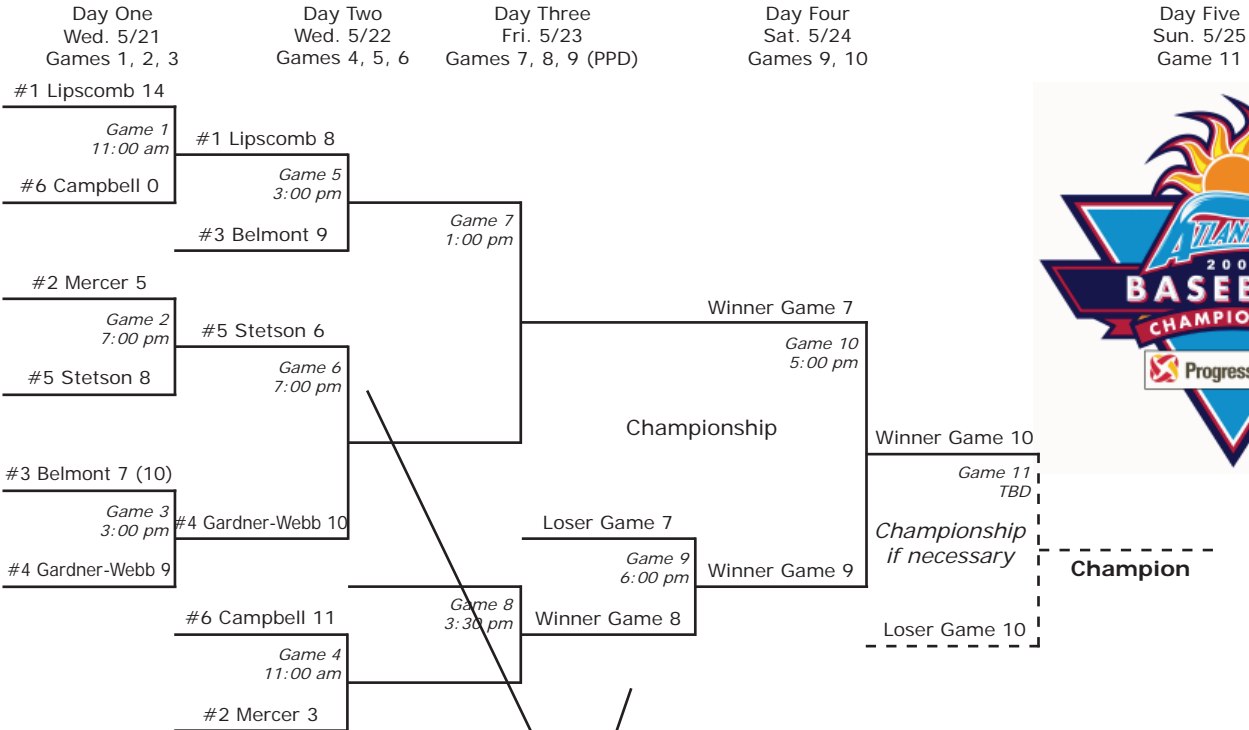 Day One
Wed. 5/21
Games 1, 2, 3
Day Two
Wed. 5/22
Games 4, 5, 6
Day Three
Fri. 5/23
Games 7, 8, 9 (PPD)
Day Four
Sat. 5/24
Games 9, 10
Day Five
Sun. 5/25
Game 11
#1 Lipscomb 14
Game 1
11:00 am
#6 Campbell 0
#1 Lipscomb 8
Game 5
3:00 pm
#3 Belmont 9
#2 Mercer 5
Game 2
7:00 pm
#5 Stetson 8
#5 Stetson 6
Game 6
7:00 pm
#4 Gardner-Webb 10
#3 Belmont 7 (10)
Game 3
3:00 pm
#4 Gardner-Webb 9
#6 Campbell 11
Game 4
11:00 am
#2 Mercer 3
Game 7
1:00 pm
Game 8
3:30 pm
Loser Game 7
Game 9
6:00 pm
Winner Game 8
Winner Game 7
Game 10
5:00 pm
Championship
Winner Game 9
Winner Game 10
Game 11
TBD
Championship
if necessary
Loser Game 10
Champion
ATLAN
200
BASEB
CHAMPIO
Progress